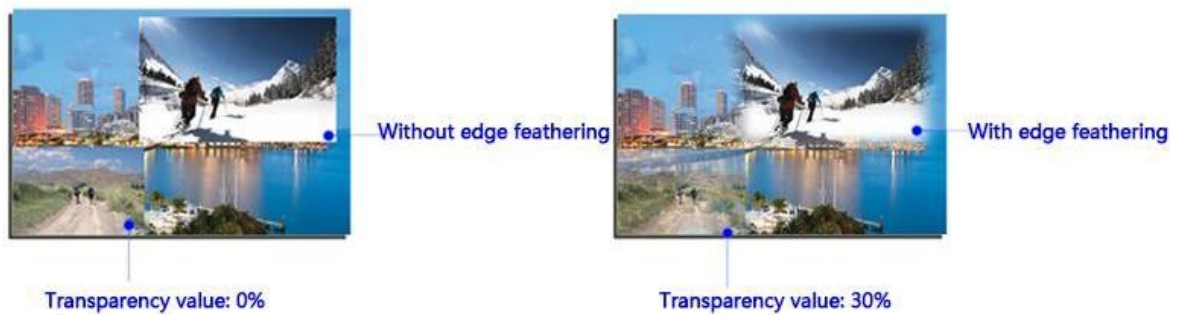 Without edge feathering
With edge feathering
Transparency value: 0%
Transparency value: 30%